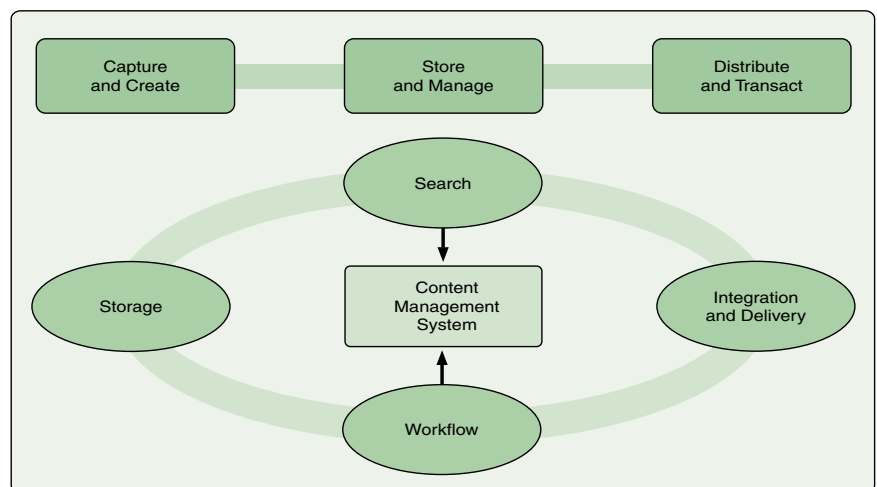 Capture
and Create
Store
and Manage
Distribute
and Transact
Search
Storage
Content
Management
System
Integration
and Delivery
Workflow